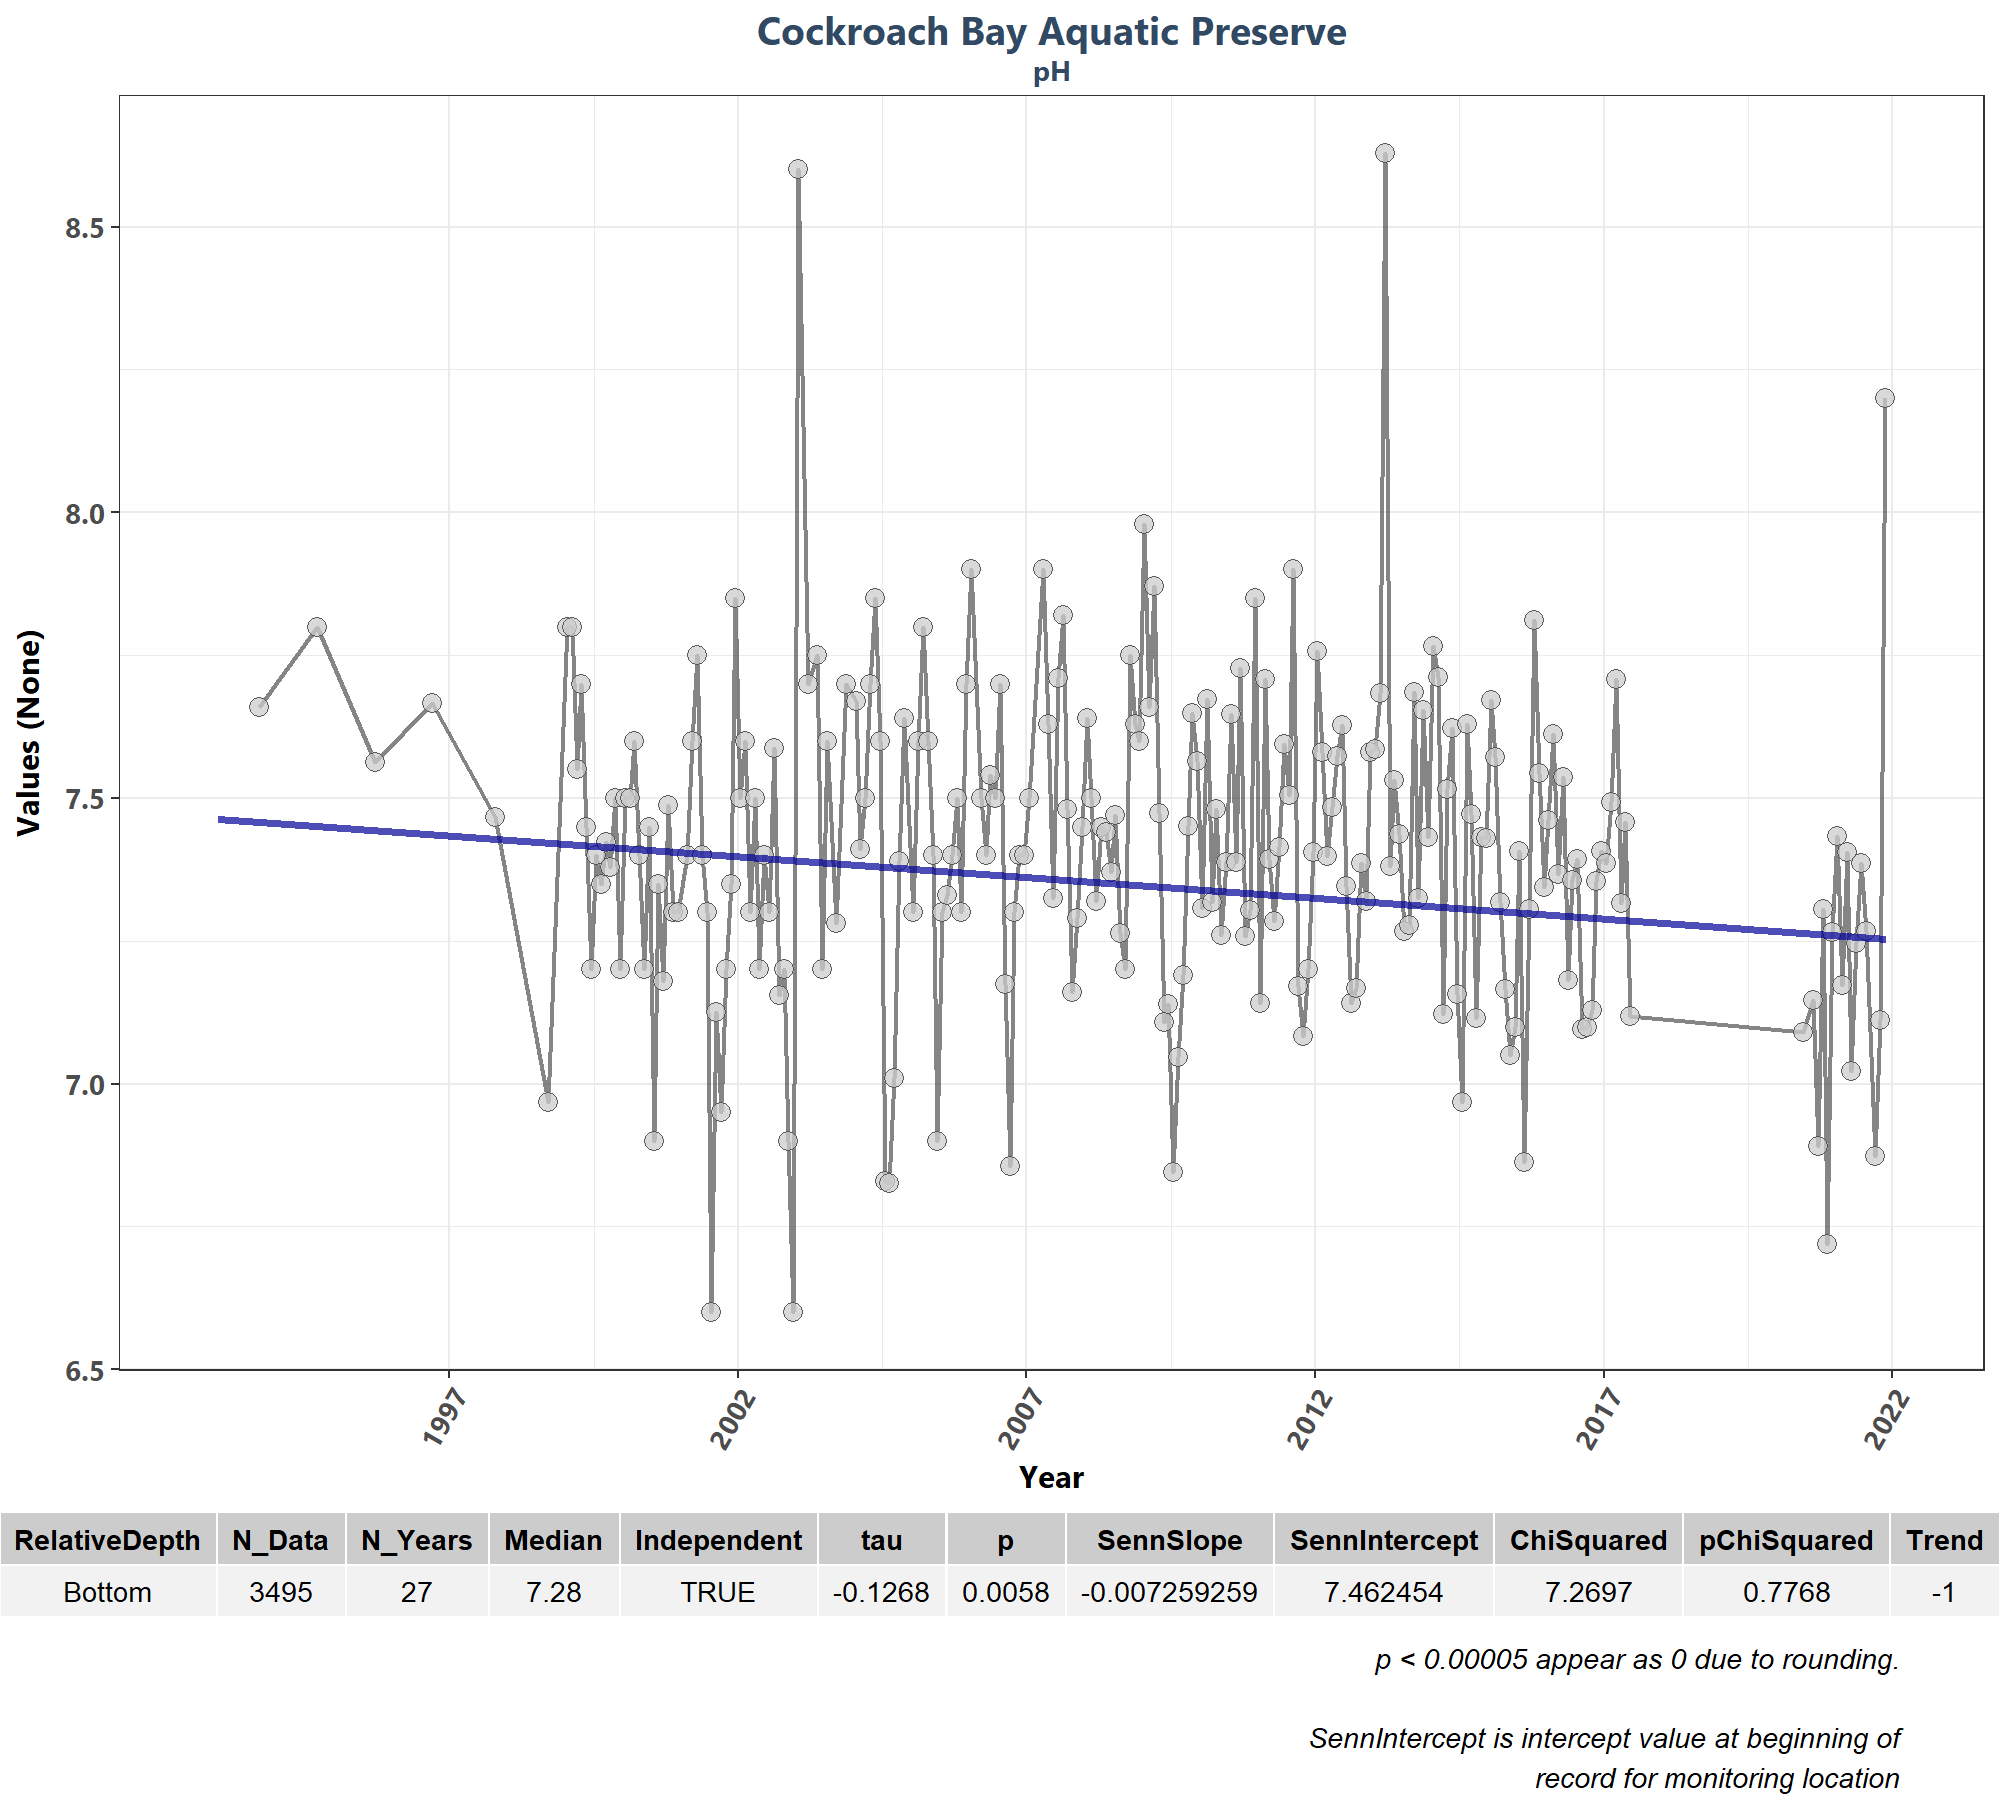 Cockroach Bay Aquatic Preserve
pH
Values (None)
8.5
8.0
7.5
7.0
6.5
1997 2002 2007 2012 2017 2022
Year
RelativeDepth N_Data N_Years Median Independent tau p SennSlope SennIntercept ChiSquared pChiSquared Trend
Bottom 3495 27 7.28 TRUE -0.1268 0.0058 -0.007259259 7.462454 7.2697 0.7768 -1
p < 0.00005 appear as 0 due to rounding.
SennIntercept is intercept value at beginning of
record for monitoring location